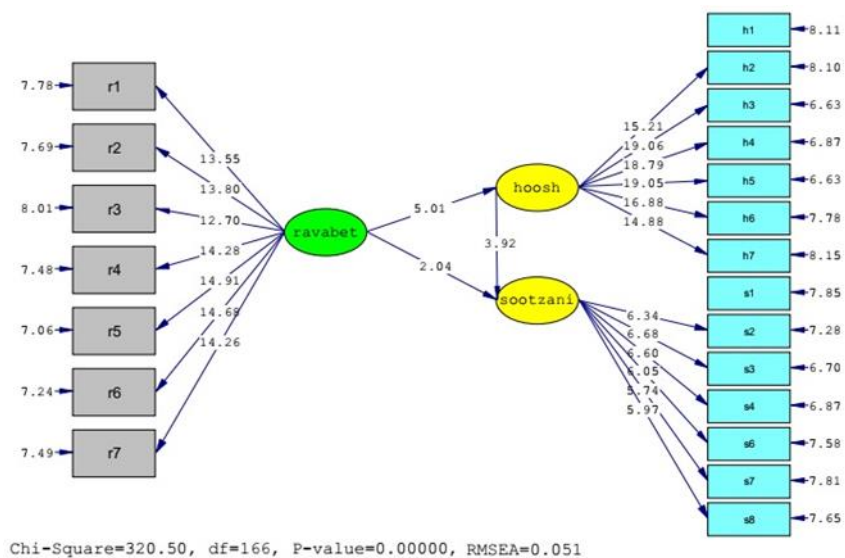 7.78
r1
7.69
r2
8.01
r3
7.48
r4
7.06
r5
7.24
r6
7.49
r7
13.55
13.80
12.70
14.28
14.91
14.68
14.26
ravabet
5.01
2.04
hoosh
3.92
sootzani
15.21
19.06
18.79
19.05
16.88
14.88
6.34
6.68
6.60
6.05
5.74
5.97
h1
8.11
h2
8.10
h3
6.63
h4
6.87
h5
6.63
h6
7.78
h7
8.15
s1
7.85
s2
7.28
s3
6.70
s4
6.87
s6
7.58
s7
7.81
s8
7.65
Chi-Square=320.50, df=166, P-value=0.00000, RMSEA=0.051